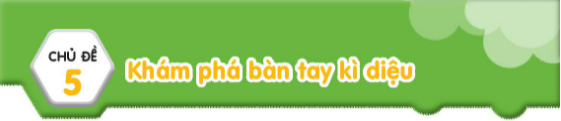 CHỦ ĐỀ
5
Khám phá bàn tay kì diệu